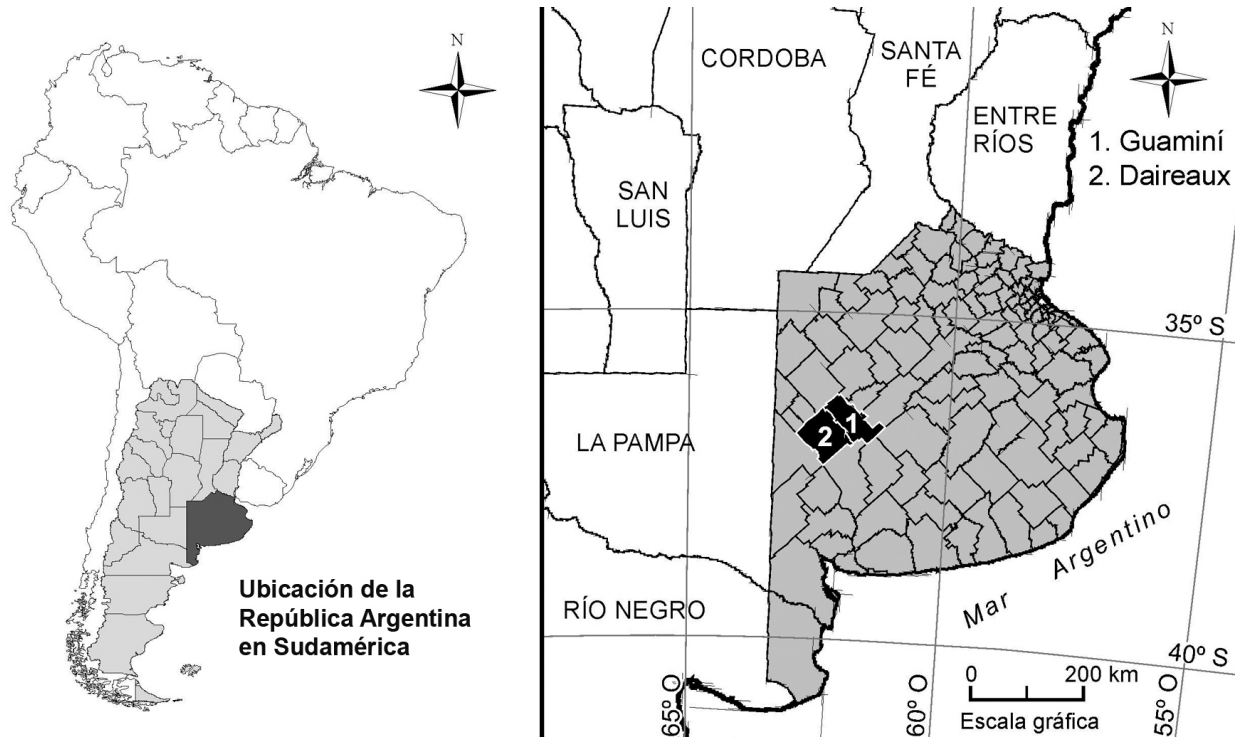 N
Ubicación de la
República Argentina
en Sudamérica
N
CORDOBA
SANTA
FÉ
ENTRE
RÍOS
1. Guaminí
2. Daireaux
SAN
LUIS
35º S
1
2
LA PAMPA
Mar Argentino
RÍO NEGRO
40º S
0 200 km
Escala gráfica
65º O
60º O
55º O